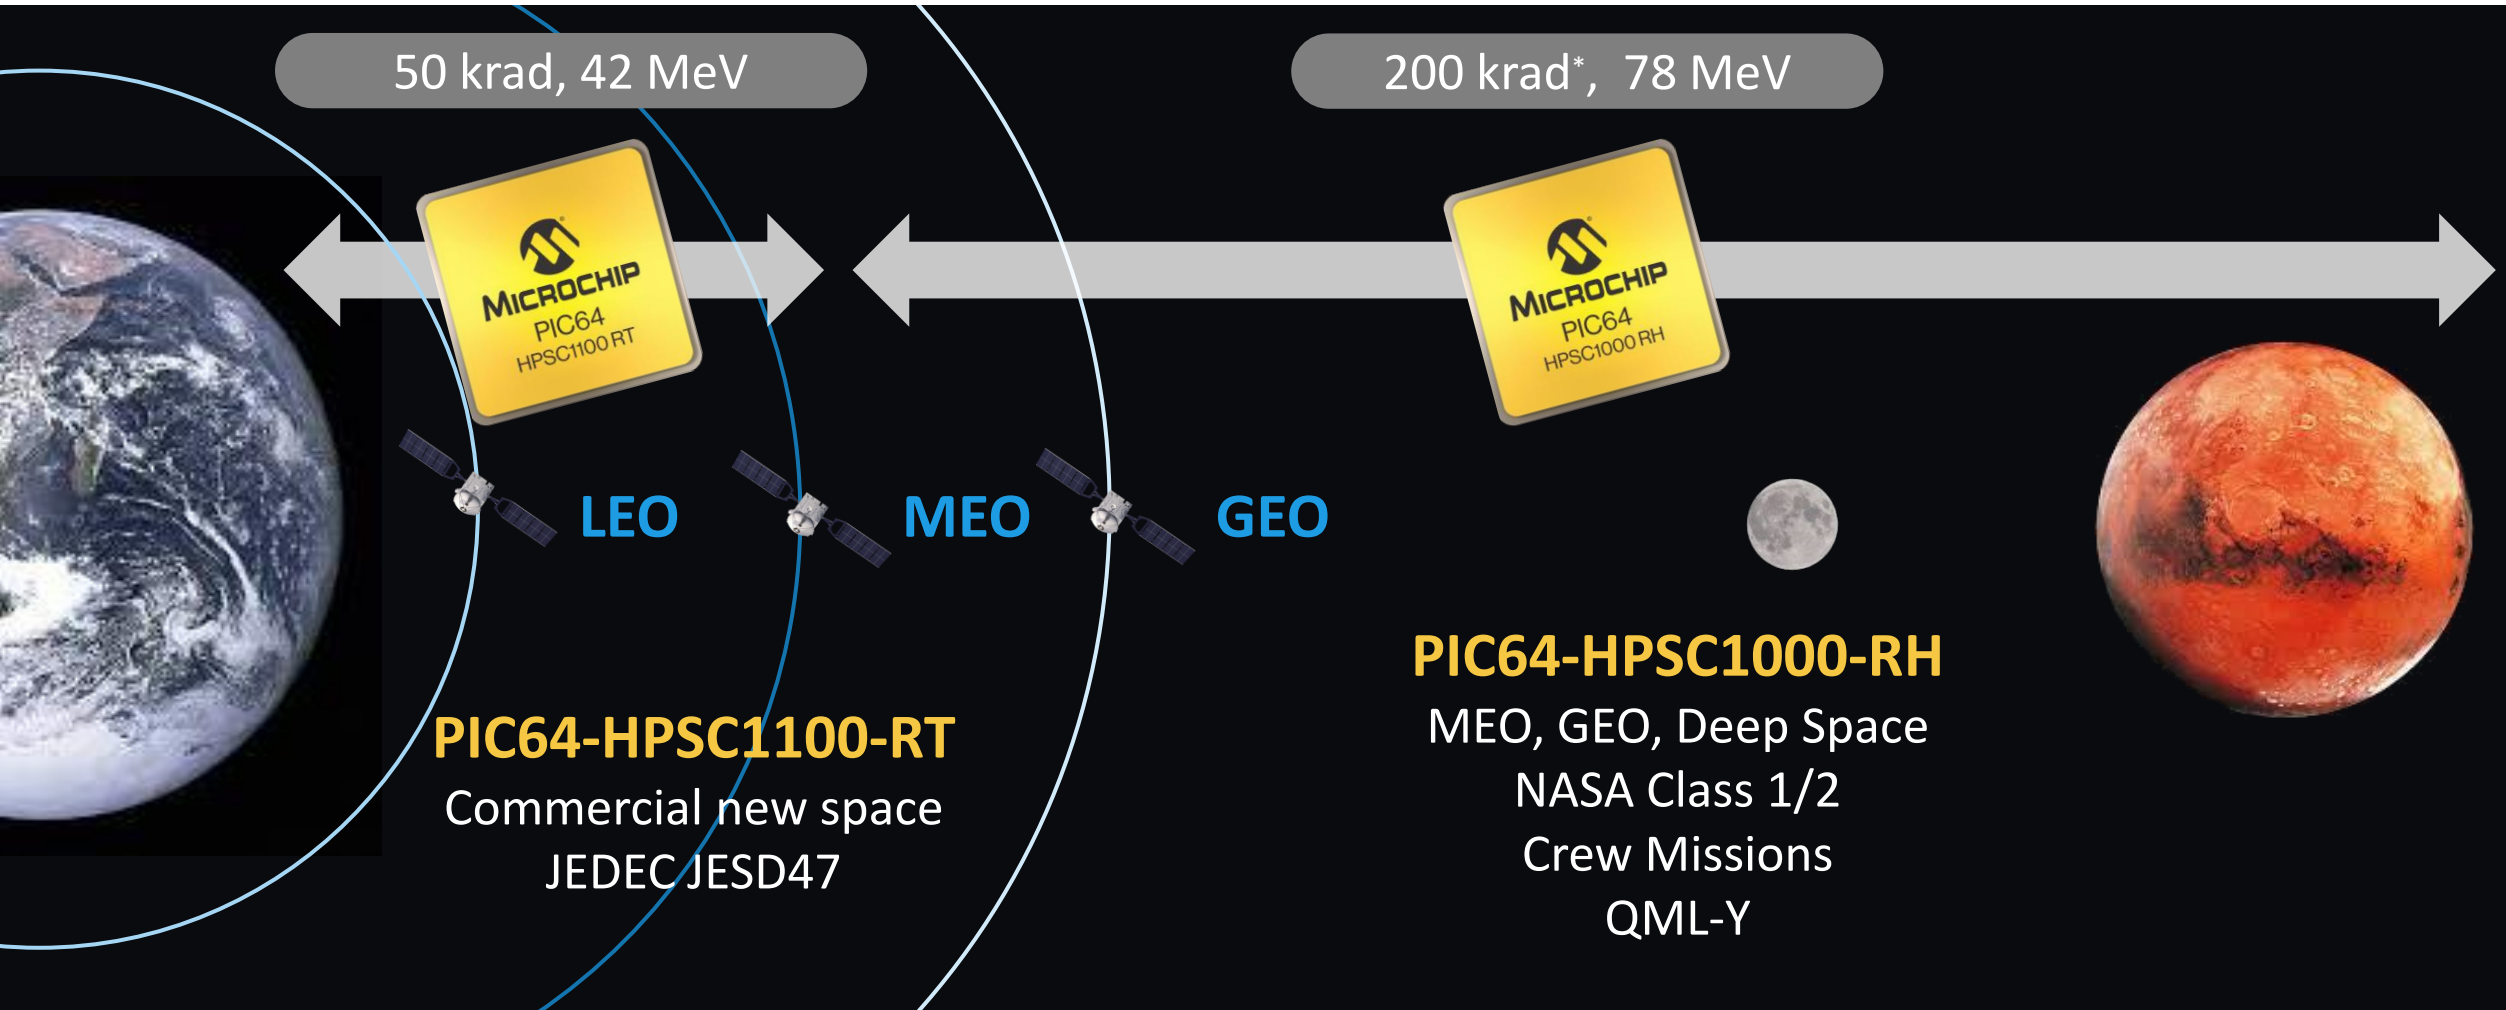 50 krad, 42 MeV
200 krad*, 78 MeV
MICROCHIP
PIC64
HPSC1100 RT
MICROCHIP
PIC64
HPSC1000 RH
LEO
MEO
GEO
PIC64-HPSC1100-RT
Commercial new space
JEDEC JESD47
PIC64-HPSC1000-RH
MEO, GEO, Deep Space
NASA Class 1/2
Crew Missions
QML-Y